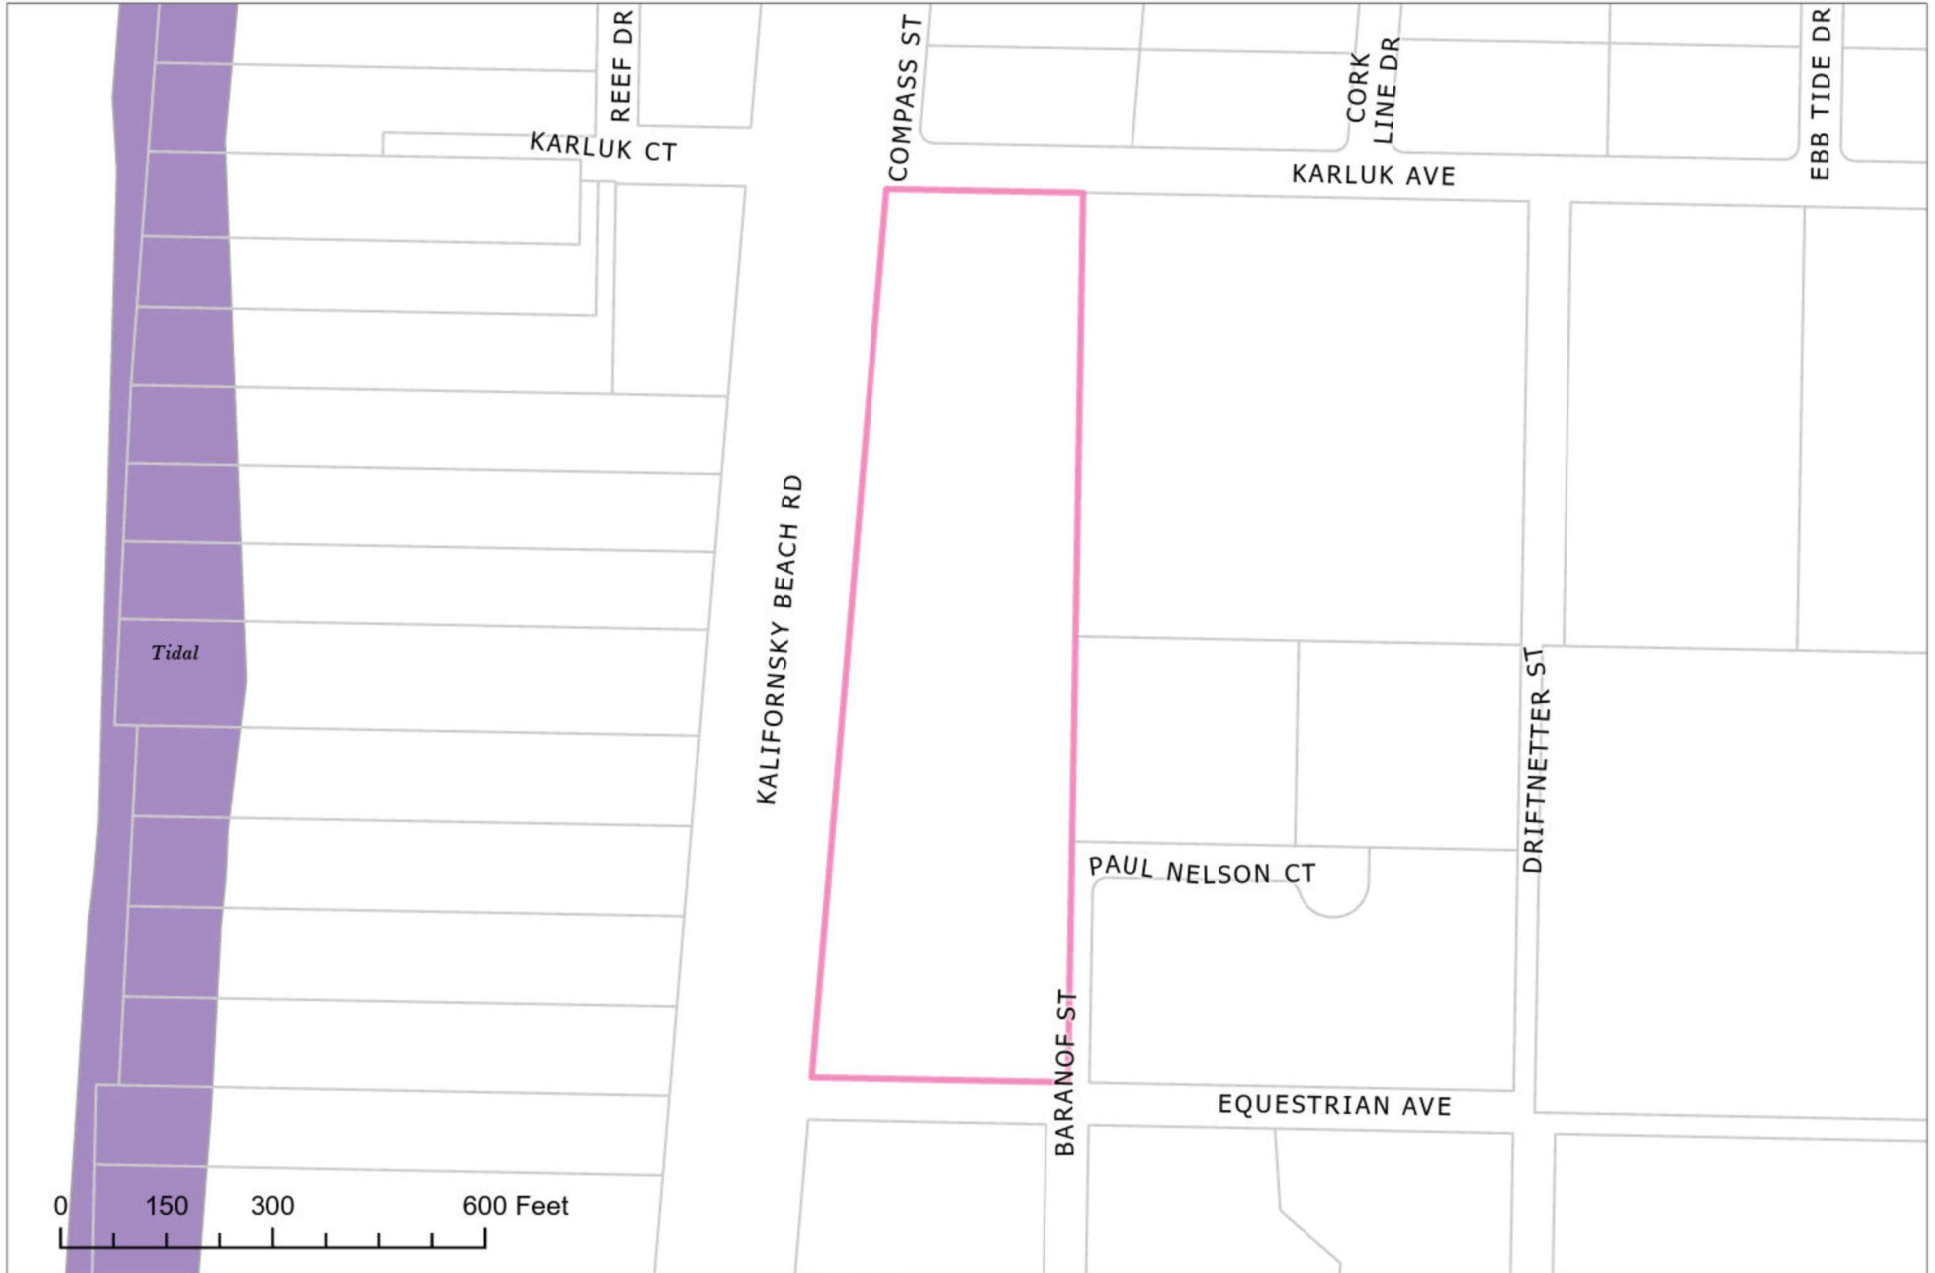 REEF DR
COMPASS ST
CORK
LINE DR
EBB TIDE DR
KARLUK CT
KARLUK AVE
KALIFORNSKY BEACH RD
Tidal
DRIFTNETTER ST
PAUL NELSON CT
BARANOF ST
EQUESTRIAN AVE
0 150 300 600 Feet